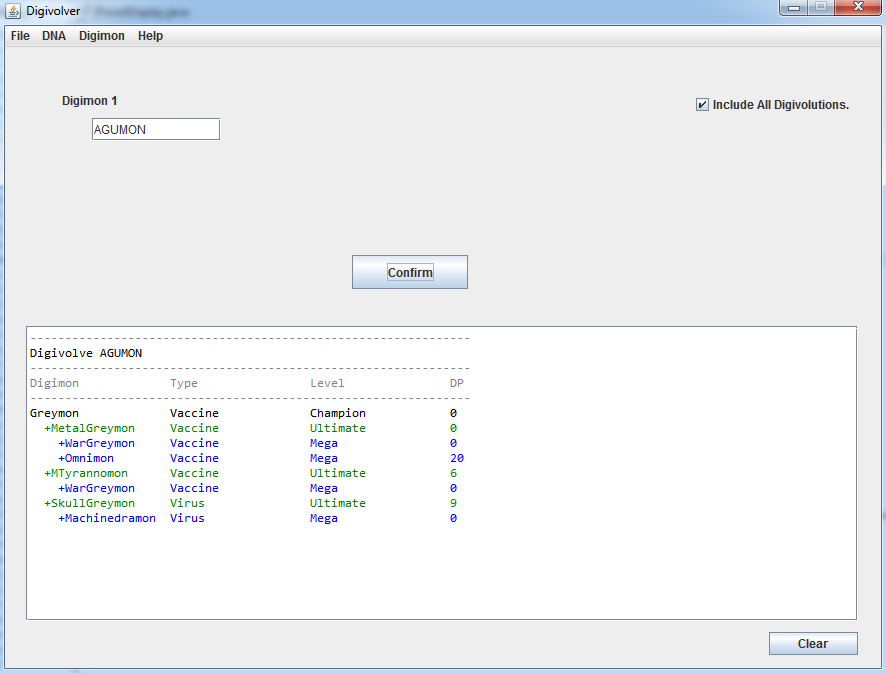 Digivolver
File DNA Digimon Help
Digimon 1
Include All Digivolutions.
AGUMON
Confirm
---------------------------------------------------------------
Digivolve AGUMON
---------------------------------------------------------------
Digimon Type Level DP
---------------------------------------------------------------
Greymon Vaccine Champion 0
+MetalGreymon Vaccine Ultimate 0
+WarGreymon Vaccine Mega 0
+Omnimon Vaccine Mega 20
+MTyrannomon Vaccine Ultimate 6
+WarGreymon Vaccine Mega 0
+SkullGreymon Virus Ultimate 9
+Machinedramon Virus Mega 0
Clear